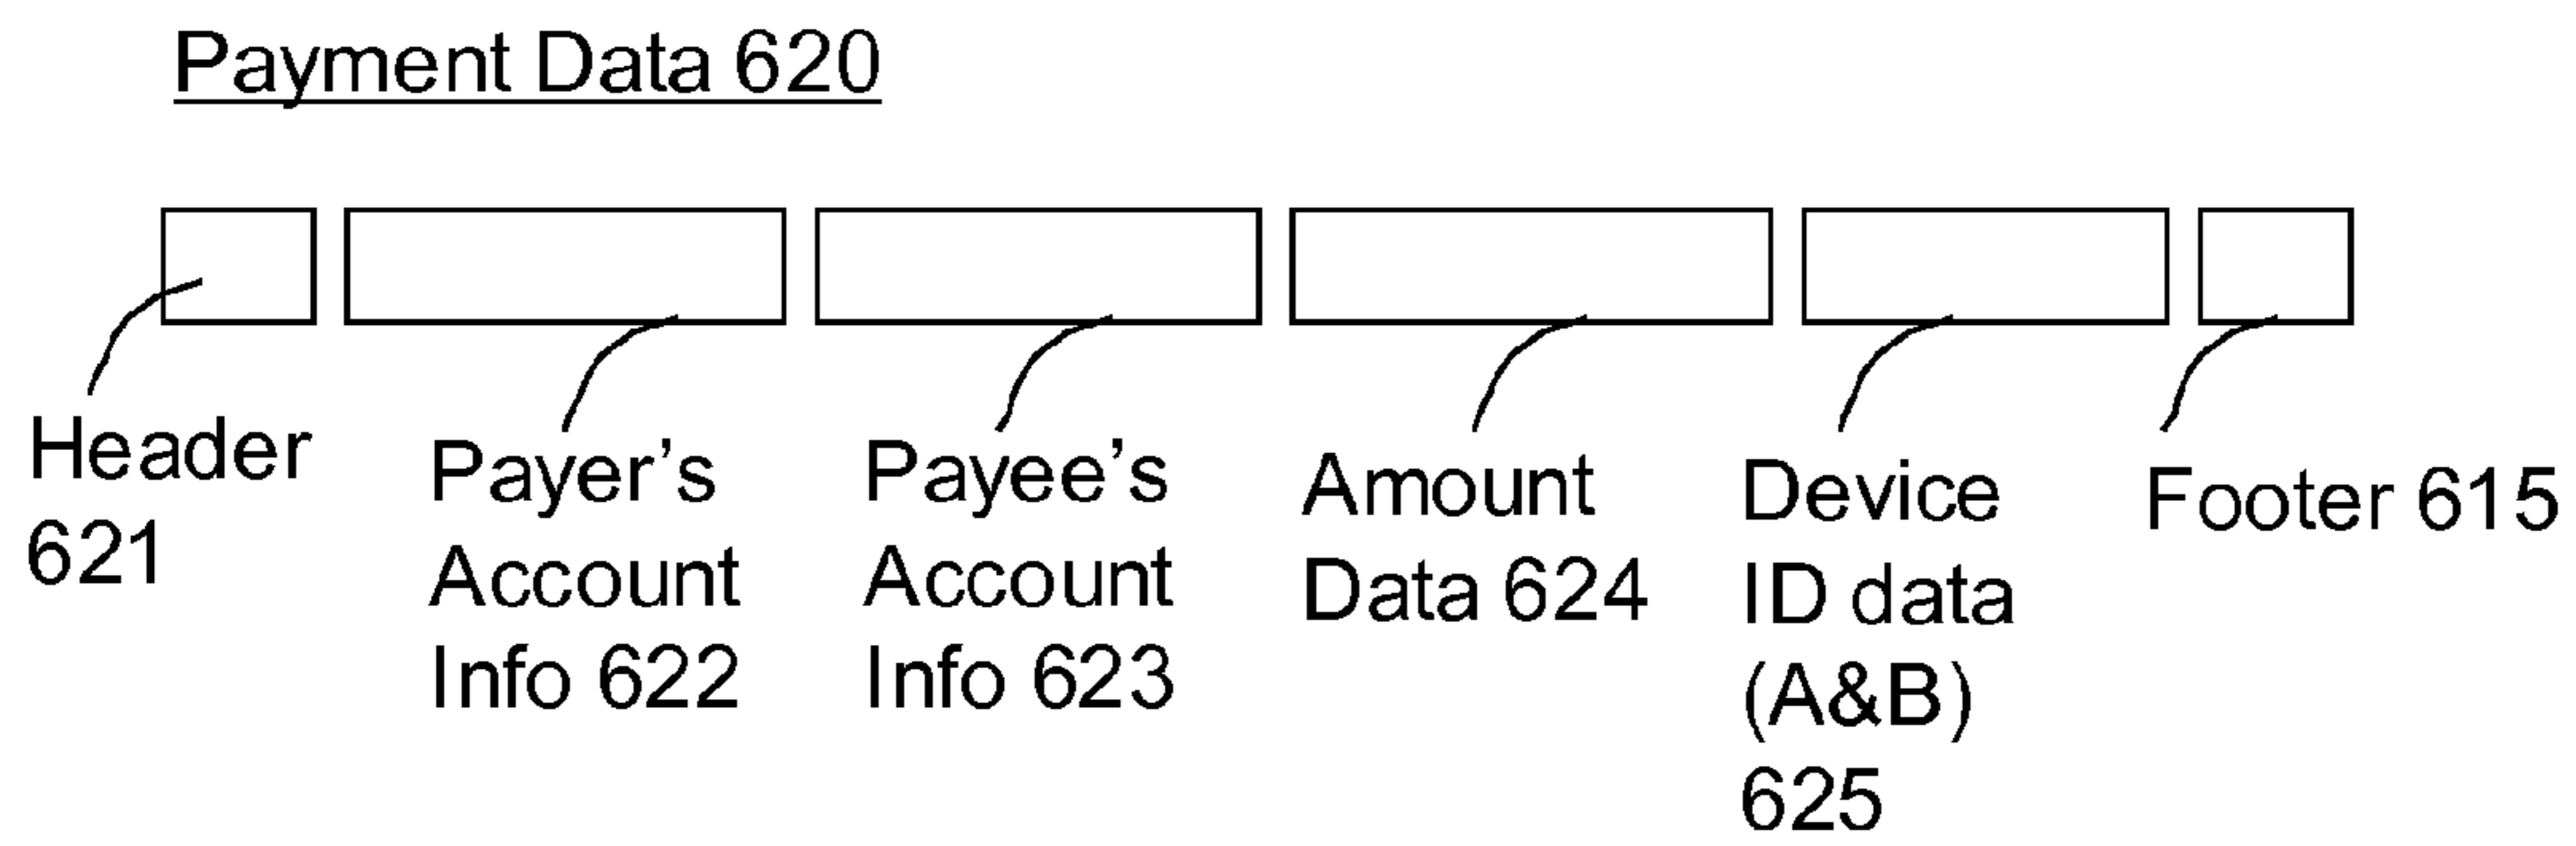 Payment Data 620
Header
621
Payer’s
Account
Info 622
Payee’s
Account
Info 623
Amount
Data 624
Device
ID data
(A&B)
625
Footer 615